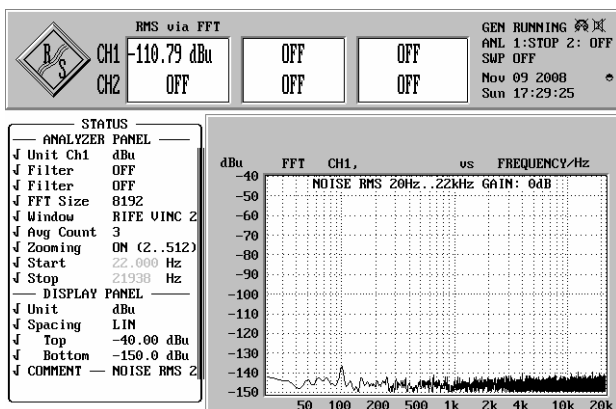 RMS via FFT
R S
CH1 -110.79 dBu OFF OFF
CH2 OFF OFF OFF
GEN RUNNING
ANL 1:STOP 2: OFF
SWP OFF
Nov 09 2008
Sun 17:29:25
STATUS
ANALYZER PANEL
Unit Ch1 dBu
Filter OFF
Filter OFF
FFT Size 8192
Window RIFE VINC 2
Avg Count 3
Zooming ON (2..512)
Start 22.000 Hz
Stop 21938 Hz
DISPLAY PANEL
Unit dBu
Spacing LIN
Top -40.00 dBu
Bottom -150.0 dBu
COMMENT — NOISE RMS 2
dBu FFT CH1, vs FREQUENCY/Hz
NOISE RMS 20Hz..22kHz GAIN: 0dB
-40
-50
-60
-70
-80
-90
-100
-110
-120
-130
-140
-150
50 100 200 500 1k 2k 4k 10k 20k